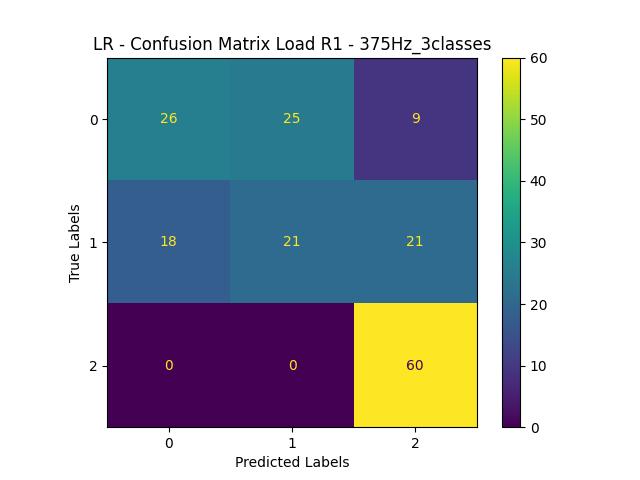 LR - Confusion Matrix Load R1 - 375Hz_3classes
60
50
40
30
20
10
0
True Labels
0
1
2
26 25 9
18 21 21
0 0 60
0 1 2
Predicted Labels